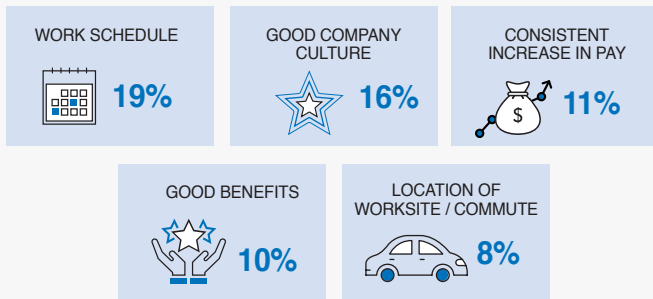 WORK SCHEDULE
19%
GOOD COMPANY
CULTURE
16%
CONSISTENT
INCREASE IN PAY
$
11%
GOOD BENEFITS
10%
LOCATION OF
WORKSITE / COMMUTE
8%